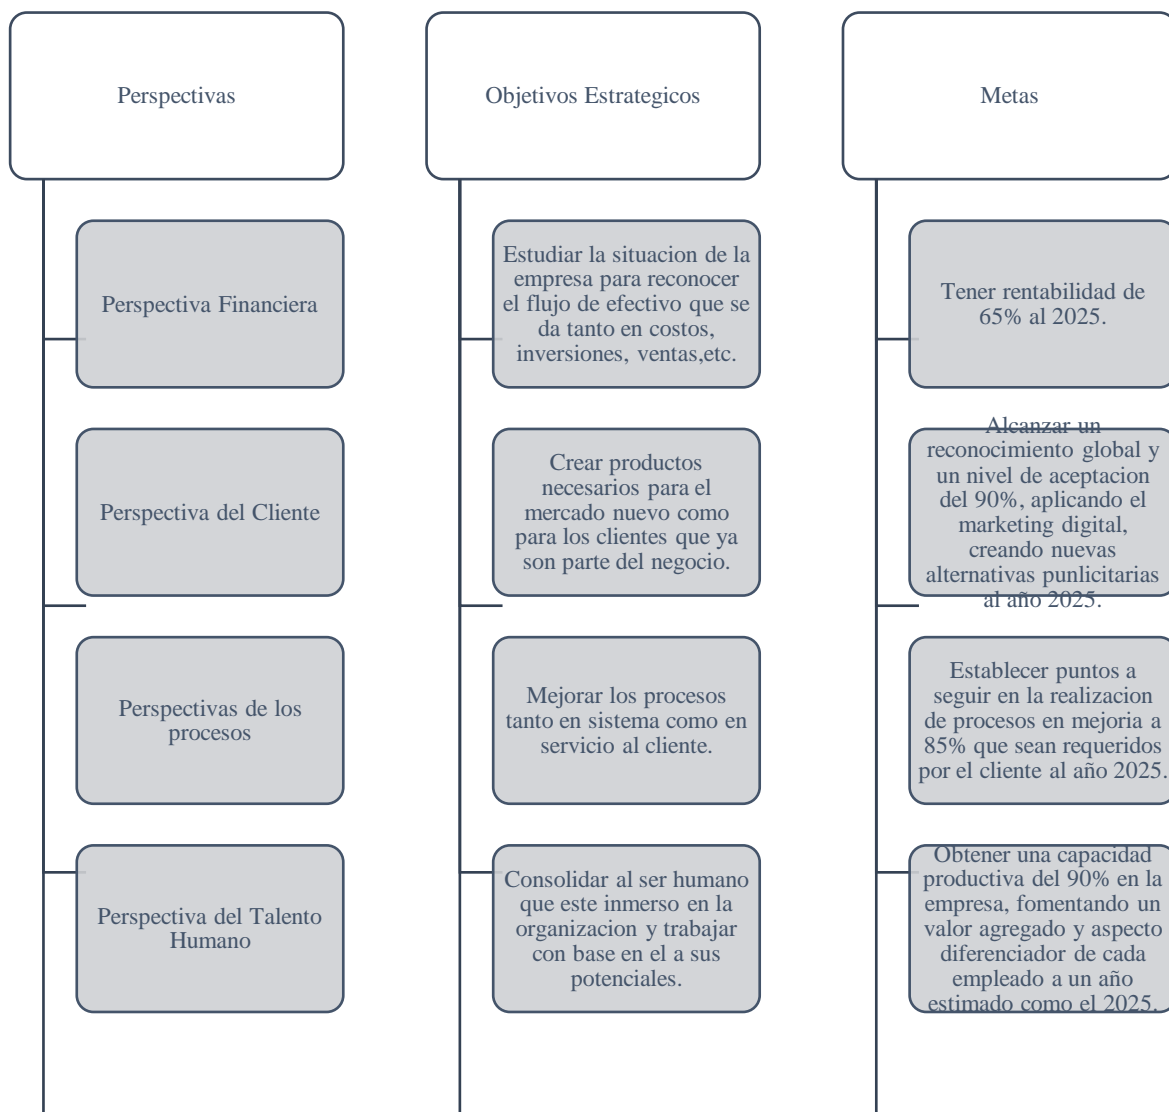 Perspectivas
Perspectiva Financiera
Perspectiva del Cliente
Perspectivas de los
procesos
Perspectiva del Talento
Humano
Objetivos Estrategicos
Estudiar la situacion de la
empresa para reconocer
el flujo de efectivo que se
da tanto en costos,
inversiones, ventas,etc.
Crear productos
necesarios para el
mercado nuevo como
para los clientes que ya
son parte del negocio.
Mejorar los procesos
tanto en sistema como en
servicio al cliente.
Consolidar al ser humano
que este inmerso en la
organizacion y trabajar
con base en el a sus
potenciales.
Metas
Tener rentabilidad de
65% al 2025.
Alcanzar un
reconocimiento global y
un nivel de aceptacion
del 90%, aplicando el
marketing digital,
creando nuevas
alternativas punlicitarias
al año 2025.
Establecer puntos a
seguir en la realizacion
de procesos en mejoria a
85% que sean requeridos
por el cliente al año 2025.
Obtener una capacidad
productiva del 90% en la
empresa, fomentando un
valor agregado y aspecto
diferenciador de cada
empleado a un año
estimado como el 2025.